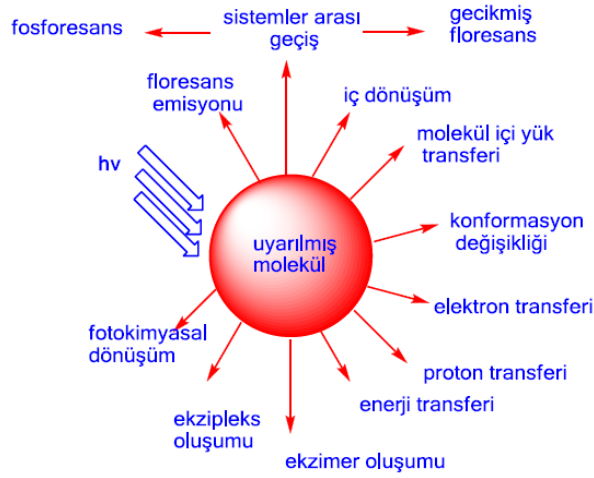 fosforesans
sistemler arası
geçiş
gecikmiş
floresans
floresans
emisyonu
iç dönüşüm
molekül içi yük
transferi
hv
konformasyon
değişikliği
uyarılmış
molekül
elektron transferi
fotokimyasal
dönüşüm
proton transferi
enerji transferi
ekzipleks
oluşumu
ekzimer oluşumu